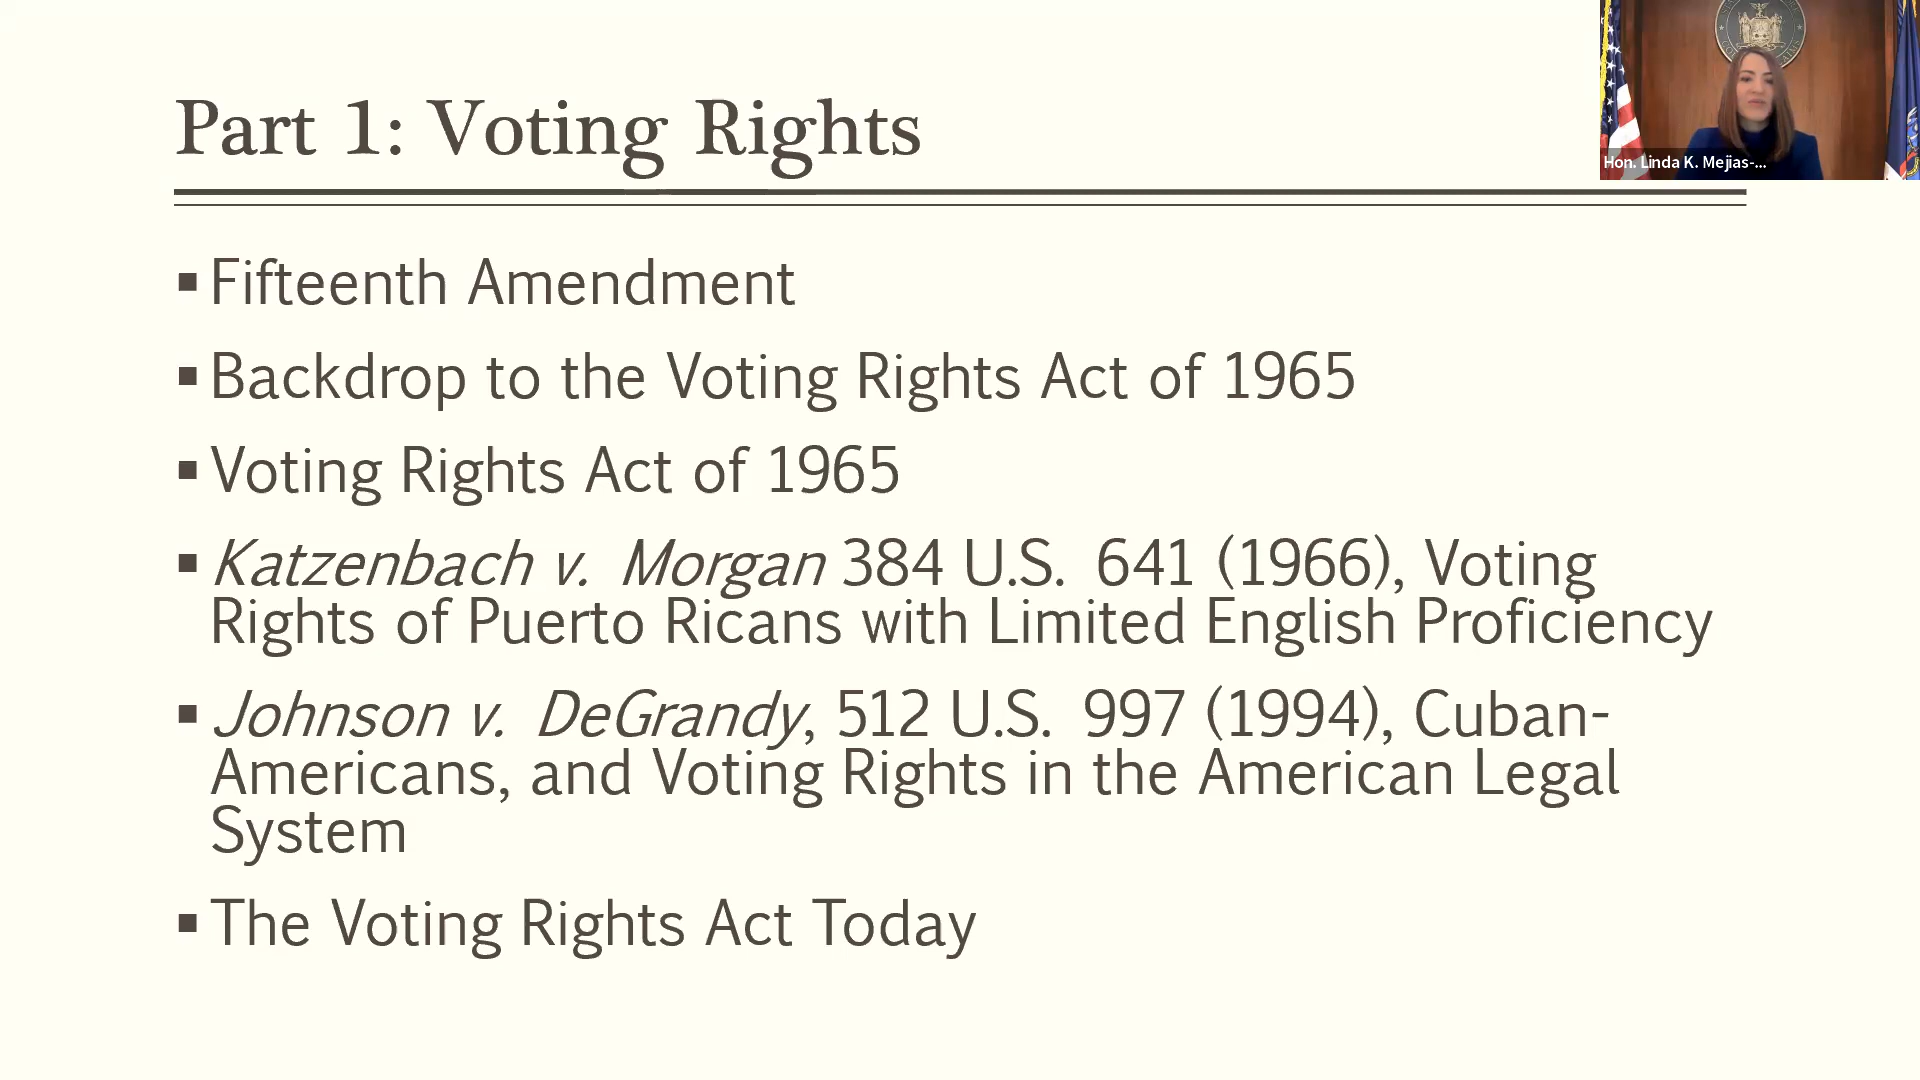 Part 1: Voting Rights
Hon. Linda K. Mejias-...
▪ Fifteenth Amendment
▪ Backdrop to the Voting Rights Act of 1965
▪ Voting Rights Act of 1965
▪ Katzenbach v. Morgan 384 U.S. 641 (1966), Voting
Rights of Puerto Ricans with Limited English Proficiency
▪ Johnson v. DeGrandy, 512 U.S. 997 (1994), Cuban-
Americans, and Voting Rights in the American Legal
System
▪ The Voting Rights Act Today